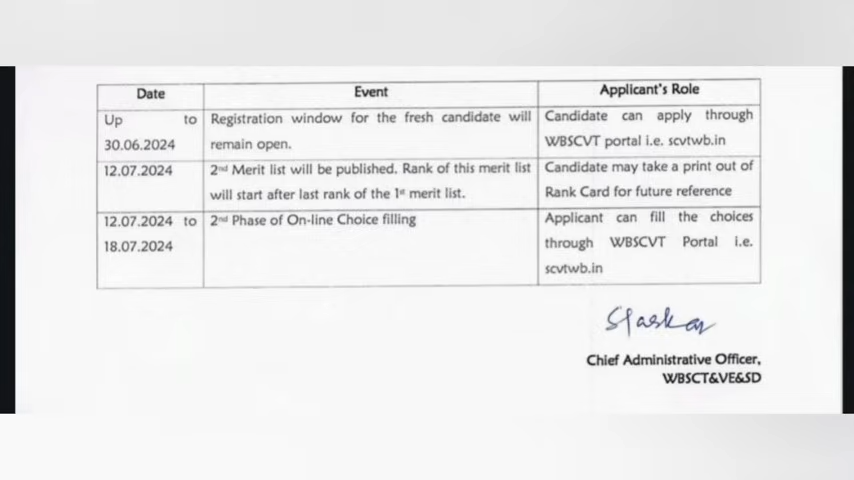 Date Event Applicant's Role
Up to Registration window for the fresh candidate will Candidate can apply through
30.06.2024 remain open. WBSCVT portal i.e. scvtwb.in
12.07.2024 2nd Merit list will be published. Rank of this merit list Candidate may take a print out of
will start after last rank of the 1st merit list. Rank Card for future reference
12.07.2024 to 2nd Phase of On-line Choice filling Applicant can fill the choices
18.07.2024 through WBSCVT Portal i.e.
scvtwb.in
Chief Administrative Officer,
WBSCT&VE&SD